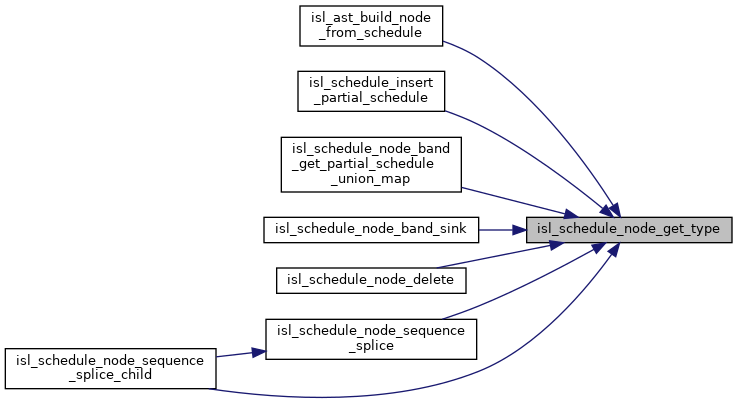 isl_ast_build_node
_from_schedule
isl_schedule_insert
_partial_schedule
isl_schedule_node_band
_get_partial_schedule
_union_map
isl_schedule_node_band_sink
isl_schedule_node_get_type
isl_schedule_node_delete
isl_schedule_node_sequence
_splice
isl_schedule_node_sequence
_splice_child